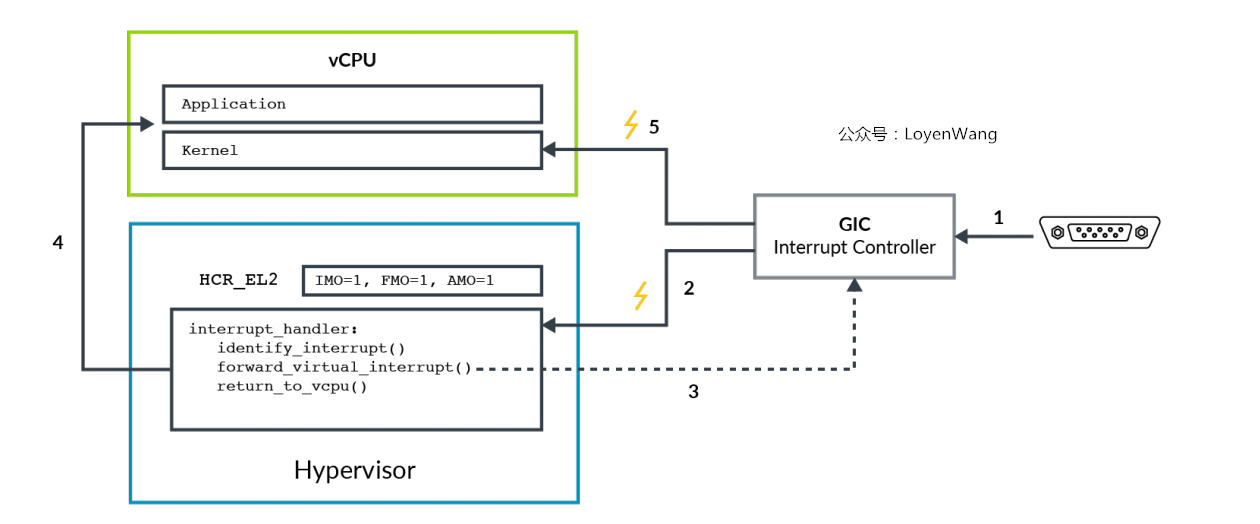 vCPU
Application
Kernel
5
公众号：LoyenWang
GIC
Interrupt Controller
1
4
HCR_EL2
IMO=1, FMO=1, AMO=1
2
interrupt_handler:
identify_interrupt()
forward_virtual_interrupt()
return_to_vcpu()
3
Hypervisor